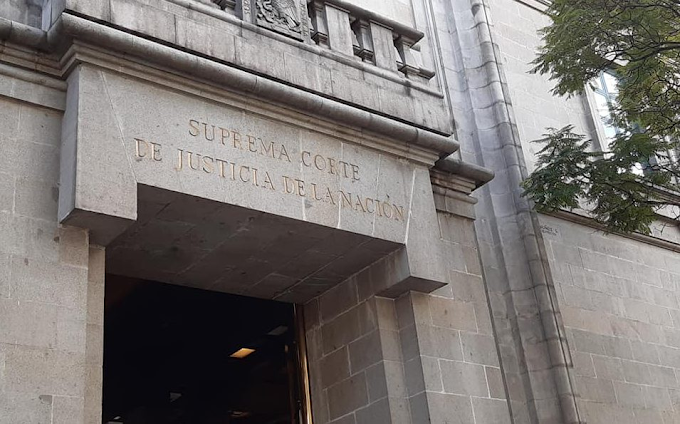 SUPREMA CORTE
DE JUSTICIA DE LA NACIÓN